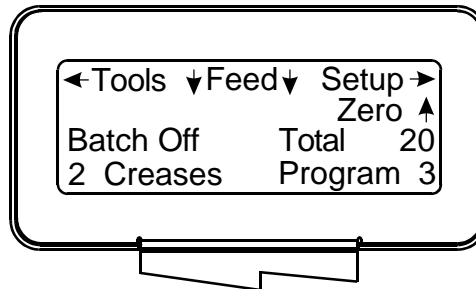 ←Tools ↓Feed↓ Setup→
Zero ↑
Batch Off Total 20
2 Creases Program 3